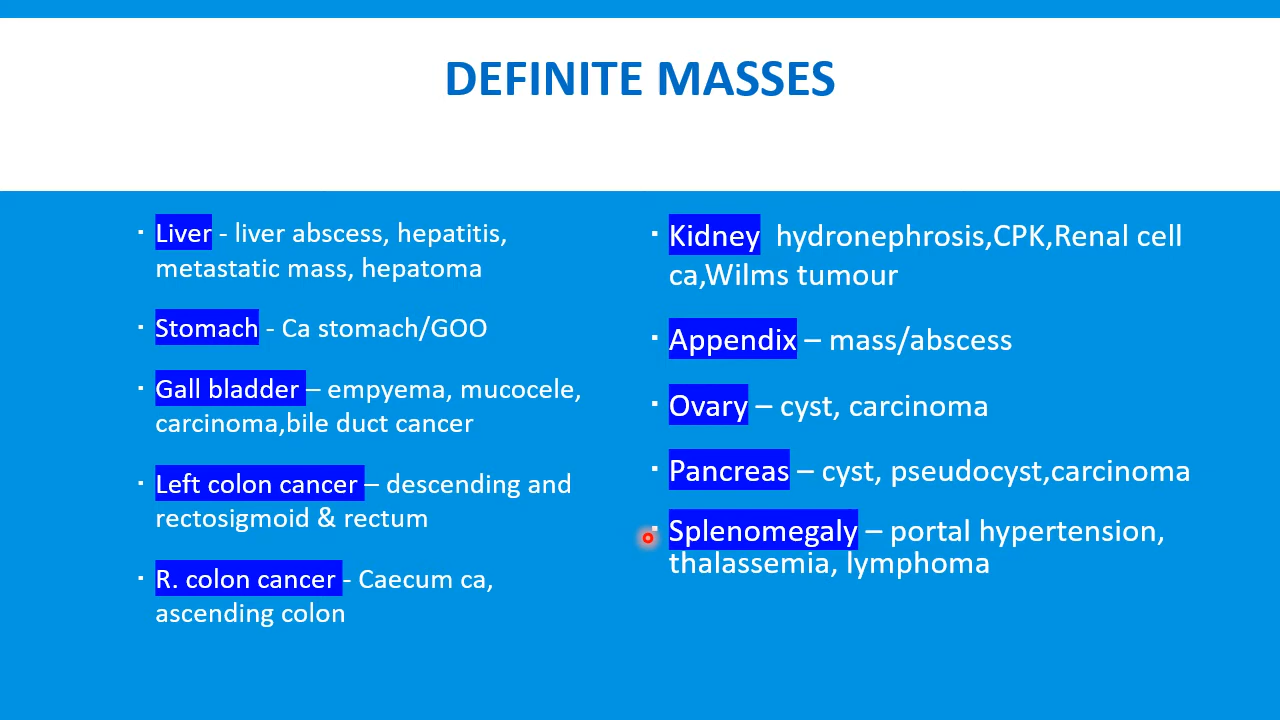 DEFINITE MASSES
▪ Liver - liver abscess, hepatitis,
metastatic mass, hepatoma
▪ Stomach - Ca stomach/GOO
▪ Gall bladder – empyema, mucocele,
carcinoma,bile duct cancer
▪ Left colon cancer – descending and
rectosigmoid & rectum
▪ R. colon cancer - Caecum ca,
ascending colon
▪ Kidney  hydronephrosis,CPK,Renal cell
ca,Wilms tumour
▪ Appendix – mass/abscess
▪ Ovary – cyst, carcinoma
▪ Pancreas – cyst, pseudocyst,carcinoma
▪ Splenomegaly – portal hypertension,
thalassemia, lymphoma